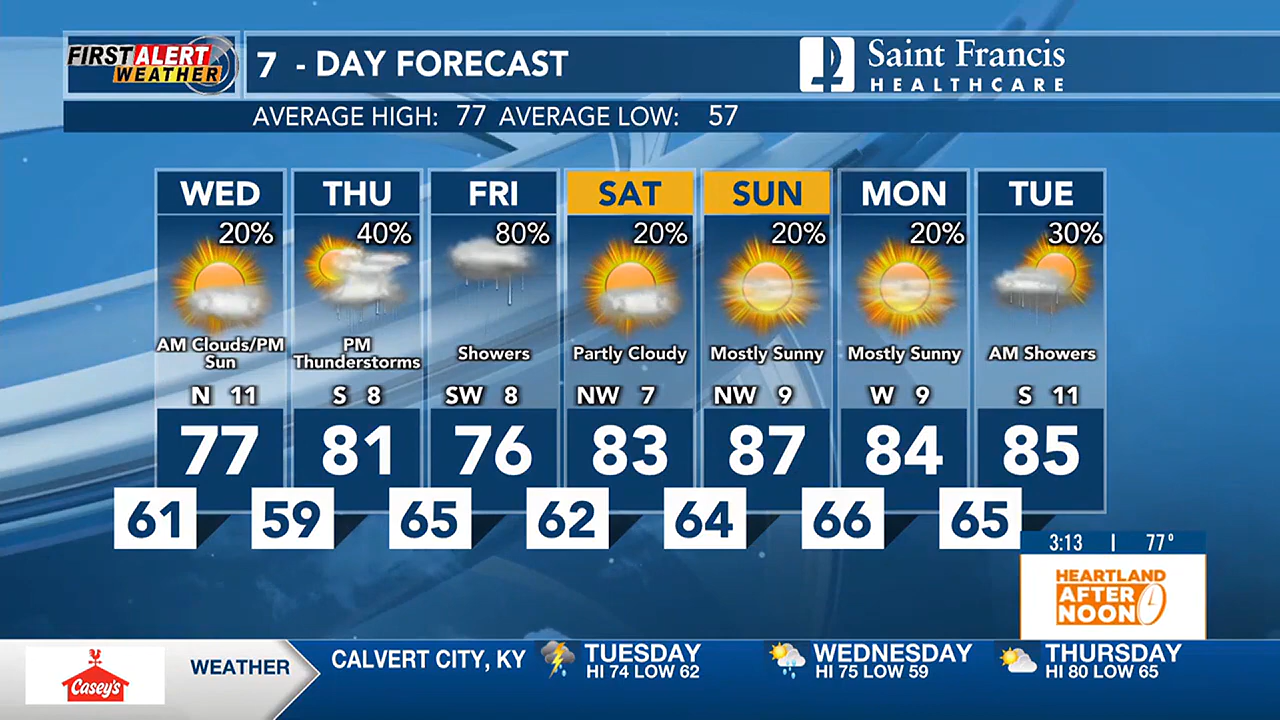 FIRST ALERT
WEATHER
7 - DAY FORECAST
Saint Francis
HEALTHCARE
AVERAGE HIGH: 77 AVERAGE LOW: 57
WED THU FRI SAT SUN MON TUE
20% 40% 80% 20% 20% 20% 30%
AM Clouds/PM
Sun
PM
Thunderstorms
Showers
Partly Cloudy
Mostly Sunny
Mostly Sunny
AM Showers
N 11 S 8 SW 8 NW 7 NW 9 W 9 S 11
77 81 76 83 87 84 85
61 59 65 62 64 66 65
3:13 | 77°
HEARTLAND
AFTER
NOON
Casey's
WEATHER
CALVERT CITY, KY
TUESDAY
HI 74 LOW 62
WEDNESDAY
HI 75 LOW 59
THURSDAY
HI 80 LOW 65